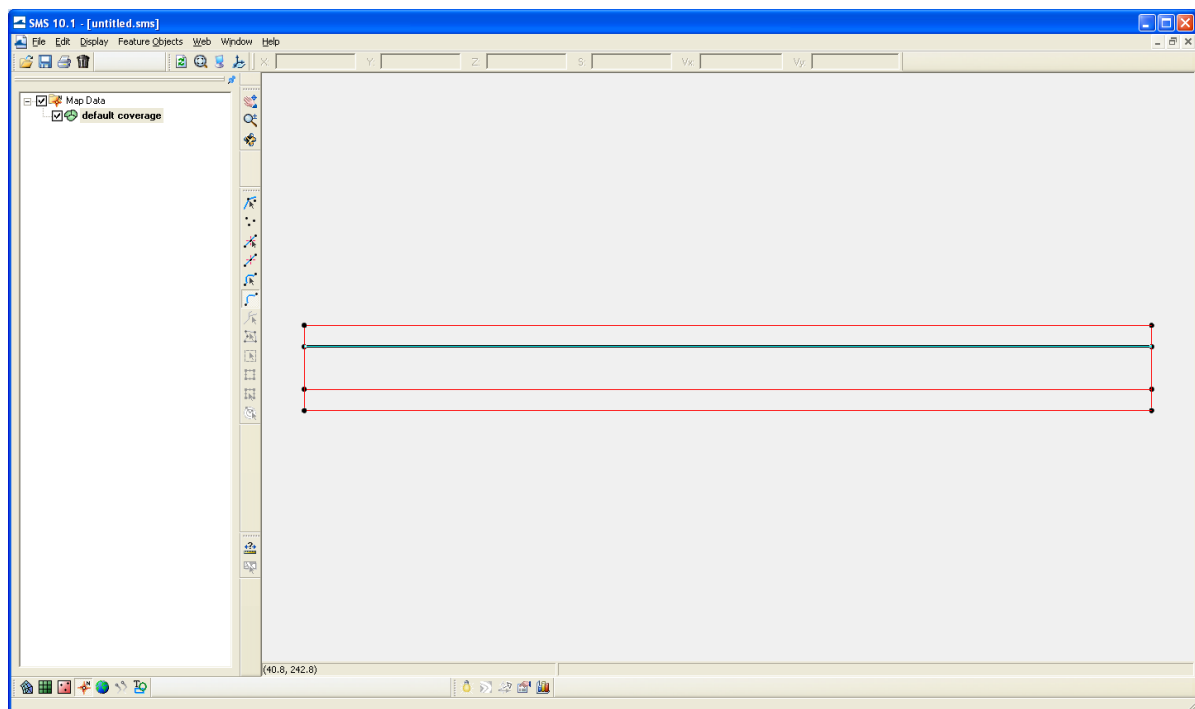 SMS 10.1 - [untitled.sms]
File Edit Display Feature Objects Web Window Help
X: Y: Z: S: Vx: Vy:
Map Data
default coverage
(40.8, 242.8)